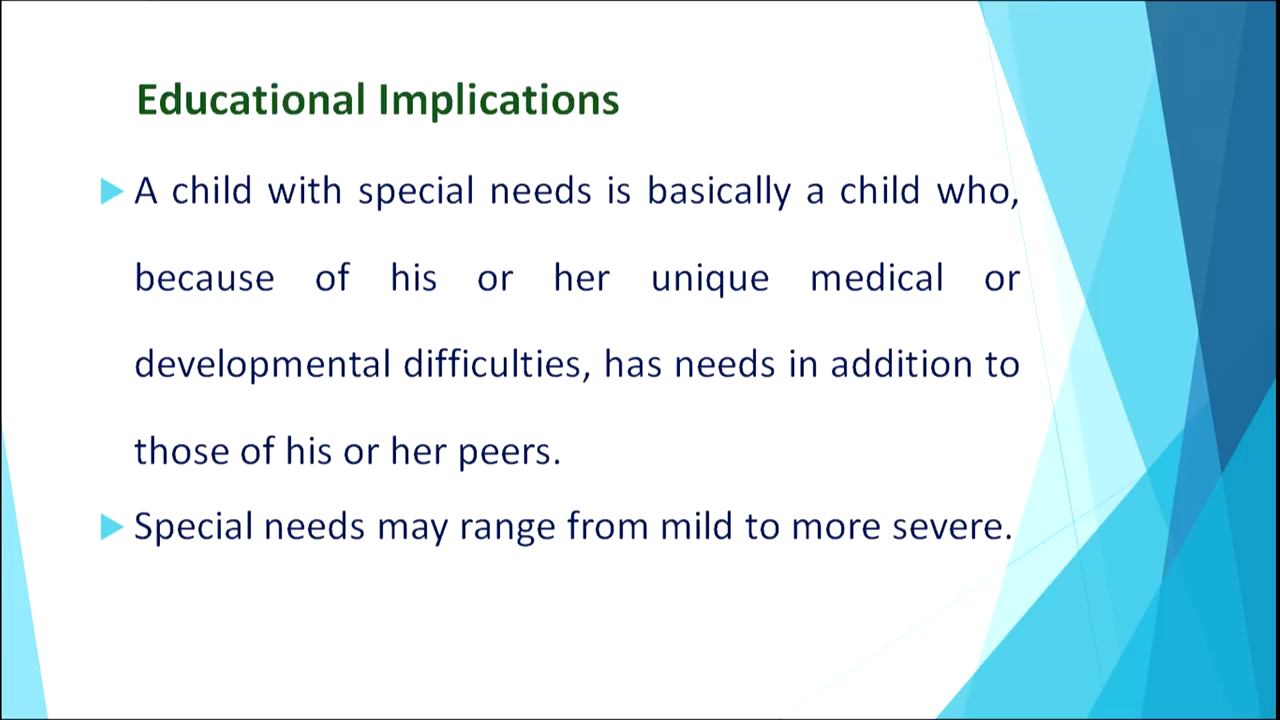 Educational Implications
A child with special needs is basically a child who,
because of his or her unique medical or
developmental difficulties, has needs in addition to
those of his or her peers.
Special needs may range from mild to more severe.